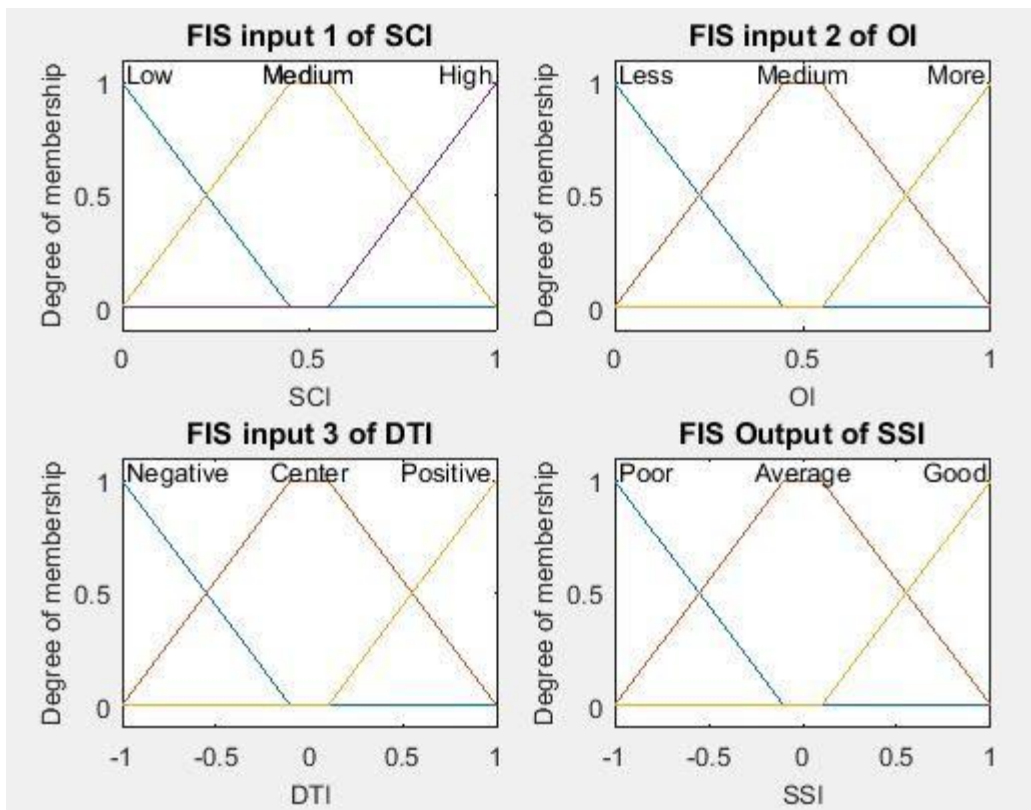 FIS input 1 of SCI
Low Medium High
Degree of membership
1
0.5
0
0 0.5 1
SCI
FIS input 2 of OI
Less Medium More
Degree of membership
1
0.5
0
0 0.5 1
OI
FIS input 3 of DTI
Negative Center Positive
Degree of membership
1
0.5
0
-1 -0.5 0 0.5 1
DTI
FIS Output of SSI
Poor Average Good
Degree of membership
1
0.5
0
-1 -0.5 0 0.5 1
SSI